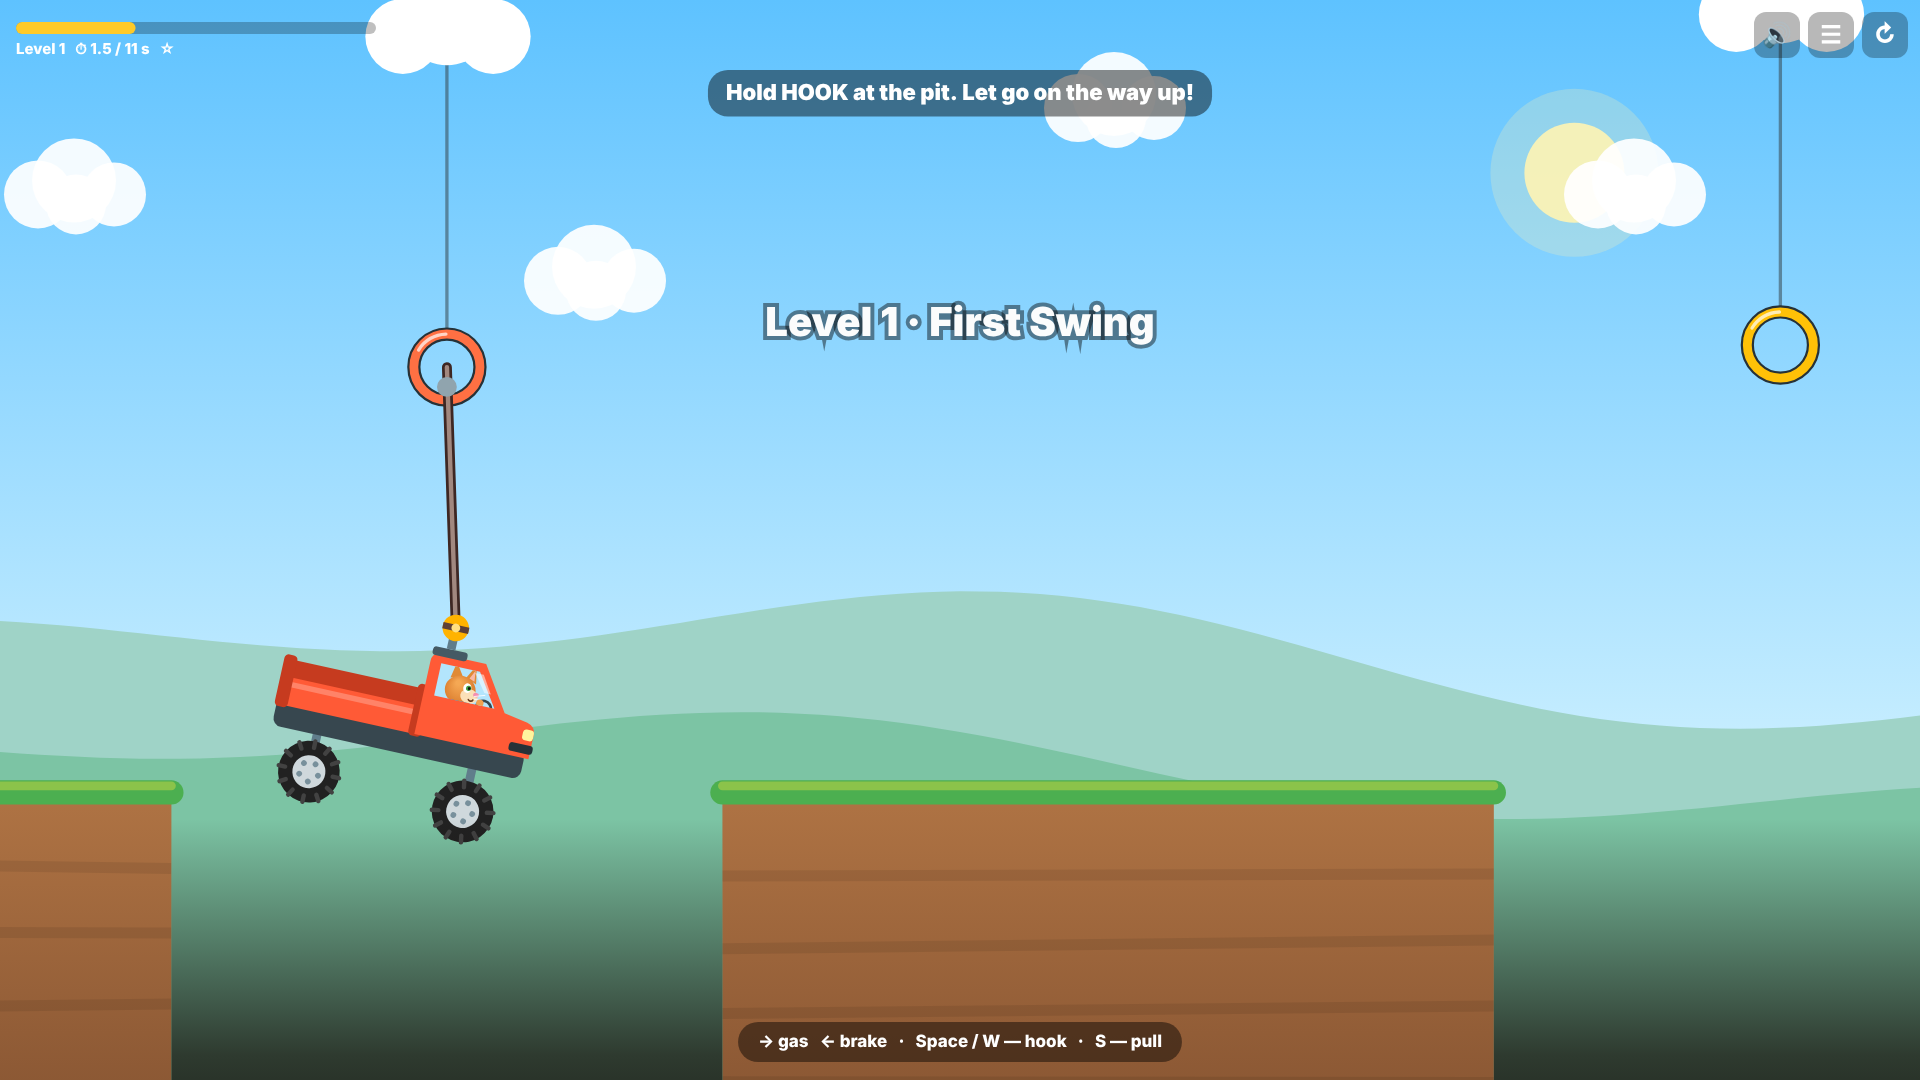 Level 1 ⏱ 1.5 / 11 s ☆
Hold HOOK at the pit. Let go on the way up!
Level 1 · First Swing
→ gas ← brake · Space / W — hook · S — pull